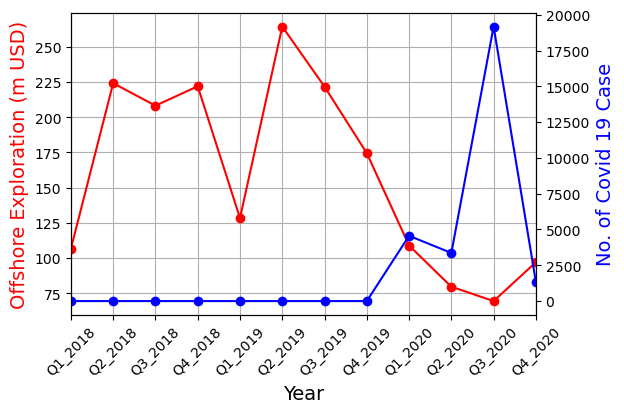 Offshore Exploration (m USD)
250
225
200
175
150
125
100
75
20000
17500
15000
12500
10000
7500
5000
2500
0
No. of Covid 19 Case
Q1_2018
Q2_2018
Q3_2018
Q4_2018
Q1_2019
Q2_2019
Q3_2019
Q4_2019
Q1_2020
Q2_2020
Q3_2020
Q4_2020
Year